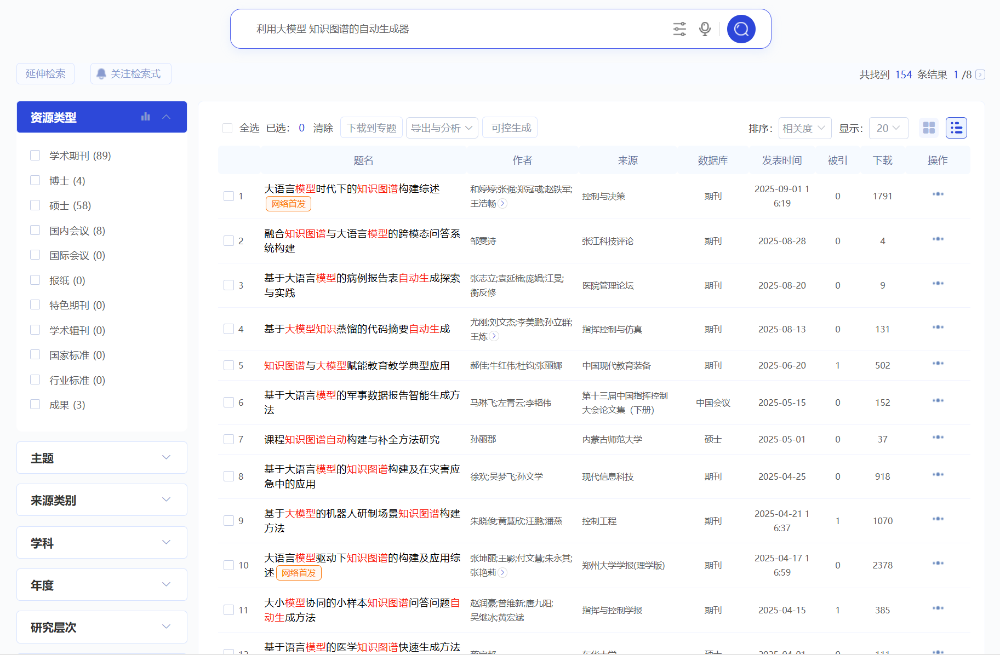 利用大模型 知识图谱的自动生成器
延伸检索
关注检索式
共找到 154 条结果 1 /8
资源类型
学术期刊 (89)
博士 (4)
硕士 (58)
国内会议 (8)
国际会议 (0)
报纸 (0)
特色期刊 (0)
学术辑刊 (0)
国家标准 (0)
行业标准 (0)
成果 (3)
主题
来源类别
学科
年度
研究层次
全选 已选： 0 清除 下载到专题 导出与分析 可控生成 排序： 相关度 显示： 20
题名 作者 来源 数据库 发表时间 被引 下载 操作
1 大语言模型时代下的知识图谱构建综述 网络首发 和婷婷;张强;郑冠彧;赵铁军;王浩畅 控制与决策 期刊 2025-09-01 16:19 0 1791
2 融合知识图谱与大语言模型的跨模态问答系统构建 邹雯诗 张江科技评论 期刊 2025-08-28 0 4
3 基于大语言模型的病例报告表自动生成探索与实践 张志立;袁延楠;庞娟;江旻;衡反修 医院管理论坛 期刊 2025-08-20 0 9
4 基于大模型知识蒸馏的代码摘要自动生成 尤刚;刘文杰;李美鹏;孙立群;王炼 指挥控制与仿真 期刊 2025-08-13 0 131
5 知识图谱与大模型赋能教育教学典型应用 郝佳;牛红伟;杜钧;张丽娜 中国现代教育装备 期刊 2025-06-20 1 502
6 基于大语言模型的军事数据报告智能生成方法 马琳飞;左青云;李韬伟 第十三届中国指挥控制大会论文集（下册） 中国会议 2025-05-15 0 152
7 课程知识图谱自动构建与补全方法研究 孙丽郡 内蒙古师范大学 硕士 2025-05-01 0 37
8 基于大语言模型的知识图谱构建及在灾害应急中的应用 徐欢;吴梦飞;孙文学 现代信息科技 期刊 2025-04-25 0 918
9 基于大模型的机器人研制场景知识图谱构建方法 朱晓俊;黄慧欣;汪鹏;潘燕 控制工程 期刊 2025-04-21 16:37 1 1070
10 大语言模型驱动下知识图谱的构建及应用综述 网络首发 张坤丽;王影;付文慧;朱永其;张艳莉 郑州大学学报(理学版) 期刊 2025-04-17 16:59 0 2378
11 大小模型协同的小样本知识图谱问答问题自动生成方法 赵润豪;曾维新;唐九阳;吴继冰;黄宏斌 指挥与控制学报 期刊 2025-04-15 1 385
12 基于语言模型的医学知识图谱快速生成方法 硕士 2025-04-01 0 111